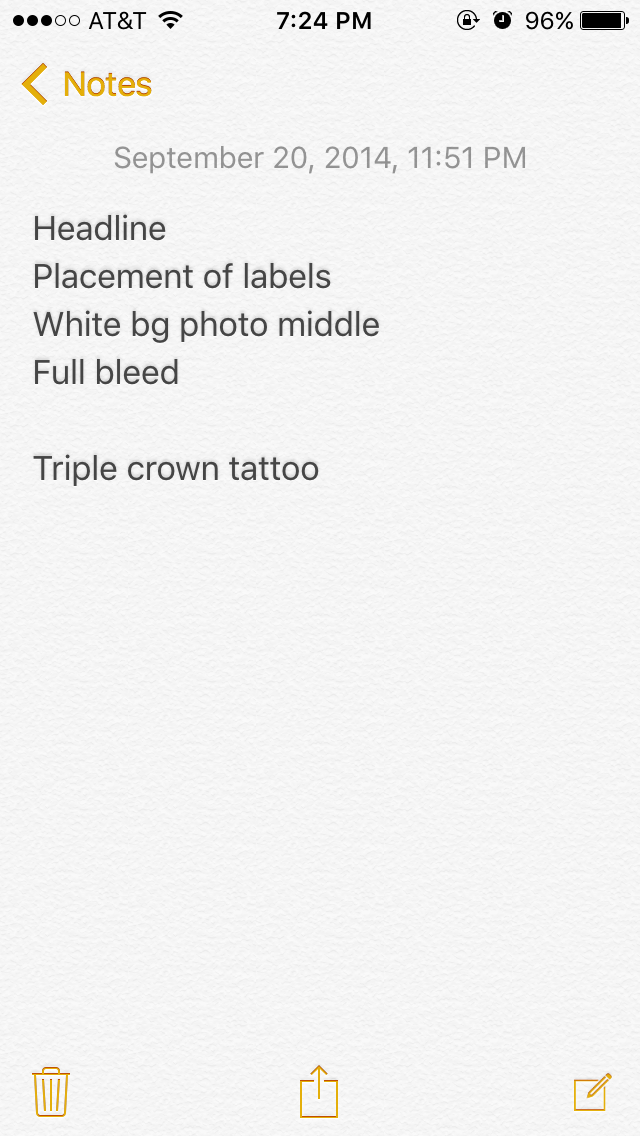 AT&T 7:24 PM 96%
Notes
September 20, 2014, 11:51 PM
Headline
Placement of labels
White bg photo middle
Full bleed
Triple crown tattoo